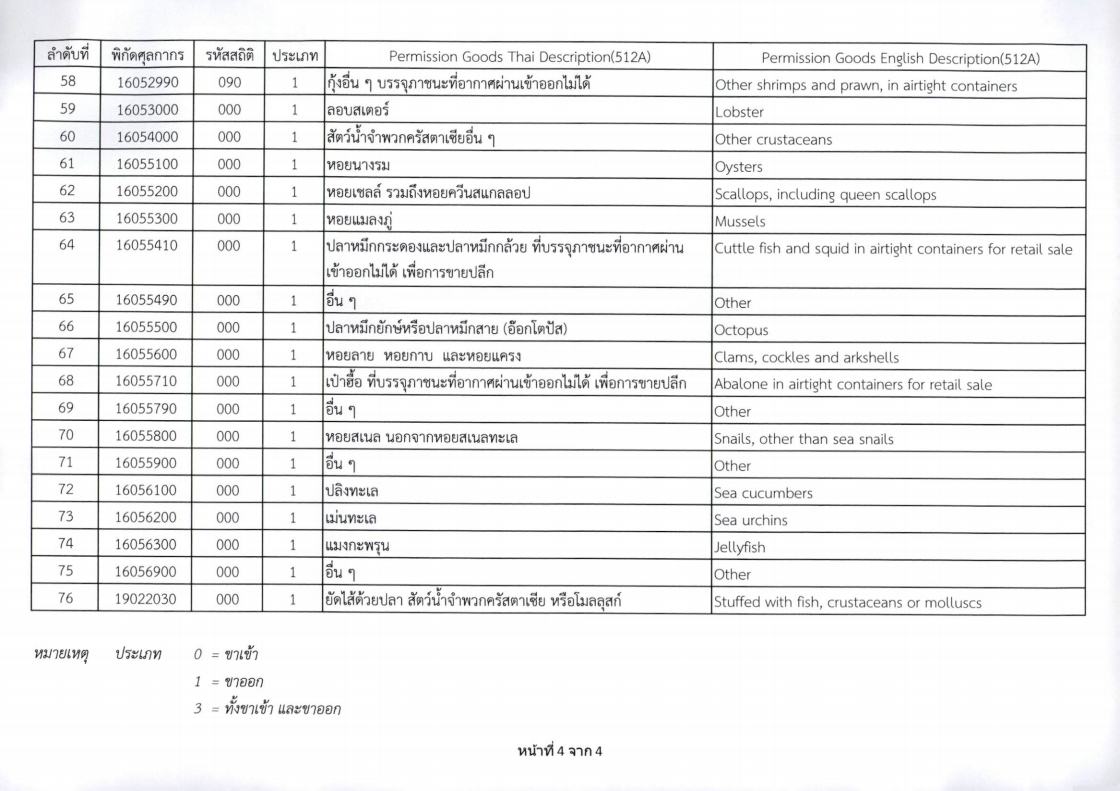 ลำดับที่ พิกัดศุลกากร รหัสสถิติ ประเภท Permission Goods Thai Description(512A) Permission Goods English Description(512A)
58 16052990 090 1 กุ้งอื่น ๆ บรรจุภาชนะที่อากาศผ่านเข้าออกไม่ได้ Other shrimps and prawn, in airtight containers
59 16053000 000 1 ลอบสเตอร์ Lobster
60 16054000 000 1 สัตว์น้ำจำพวกครัสตาเซียอื่น ๆ Other crustaceans
61 16055100 000 1 หอยนางรม Oysters
62 16055200 000 1 หอยเชลล์ รวมถึงหอยควีนสแกลลอป Scallops, including queen scallops
63 16055300 000 1 หอยแมลงภู่ Mussels
64 16055410 000 1 ปลาหมึกกระดองและปลาหมึกกล้วย ที่บรรจุภาชนะที่อากาศผ่าน Cuttle fish and squid in airtight containers for retail sale
เข้าออกไม่ได้ เพื่อการขายปลีก
65 16055490 000 1 อื่น ๆ Other
66 16055500 000 1 ปลาหมึกยักษ์หรือปลาหมึกสาย (อ๊อกโตปัส) Octopus
67 16055600 000 1 หอยลาย หอยกาบ และหอยแครง Clams, cockles and arkshells
68 16055710 000 1 เป๋าฮื้อ ที่บรรจุภาชนะที่อากาศผ่านเข้าออกไม่ได้ เพื่อการขายปลีก Abalone in airtight containers for retail sale
69 16055790 000 1 อื่น ๆ Other
70 16055800 000 1 หอยสเนล นอกจากหอยสเนลทะเล Snails, other than sea snails
71 16055900 000 1 อื่น ๆ Other
72 16056100 000 1 ปลิงทะเล Sea cucumbers
73 16056200 000 1 เม่นทะเล Sea urchins
74 16056300 000 1 แมงกะพรุน Jellyfish
75 16056900 000 1 อื่น ๆ Other
76 19022030 000 1 ยัดไส้ด้วยปลา สัตว์น้ำจำพวกครัสตาเซีย หรือโมลลุสก์ Stuffed with fish, crustaceans or molluscs
หมายเหตุ ประเภท 0 = ขาเข้า
1 = ขาออก
3 = ทั้งขาเข้า และขาออก
หน้าที่ 4 จาก 4